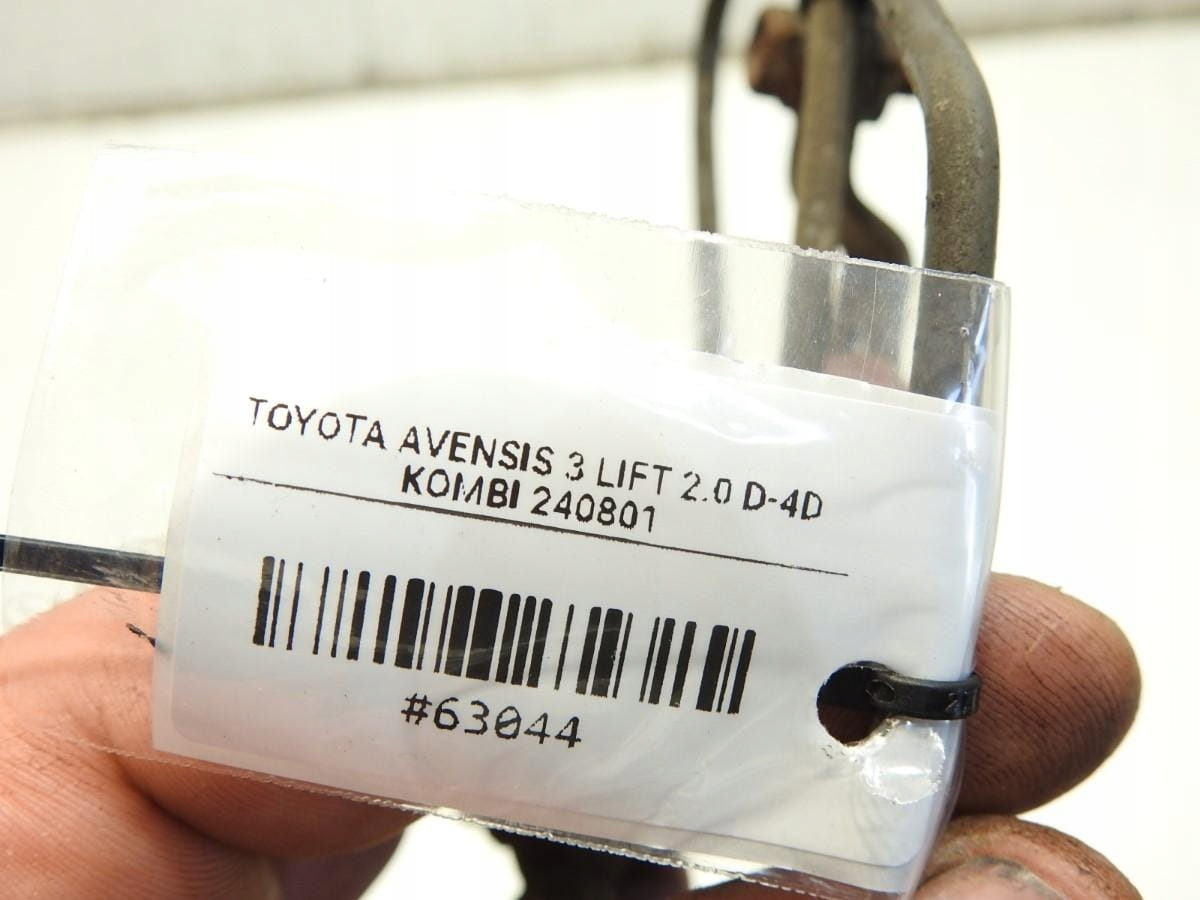 TOYOTA AVENSIS 3 LIFT 2.0 D-4D
KOMBI 240801
#63044